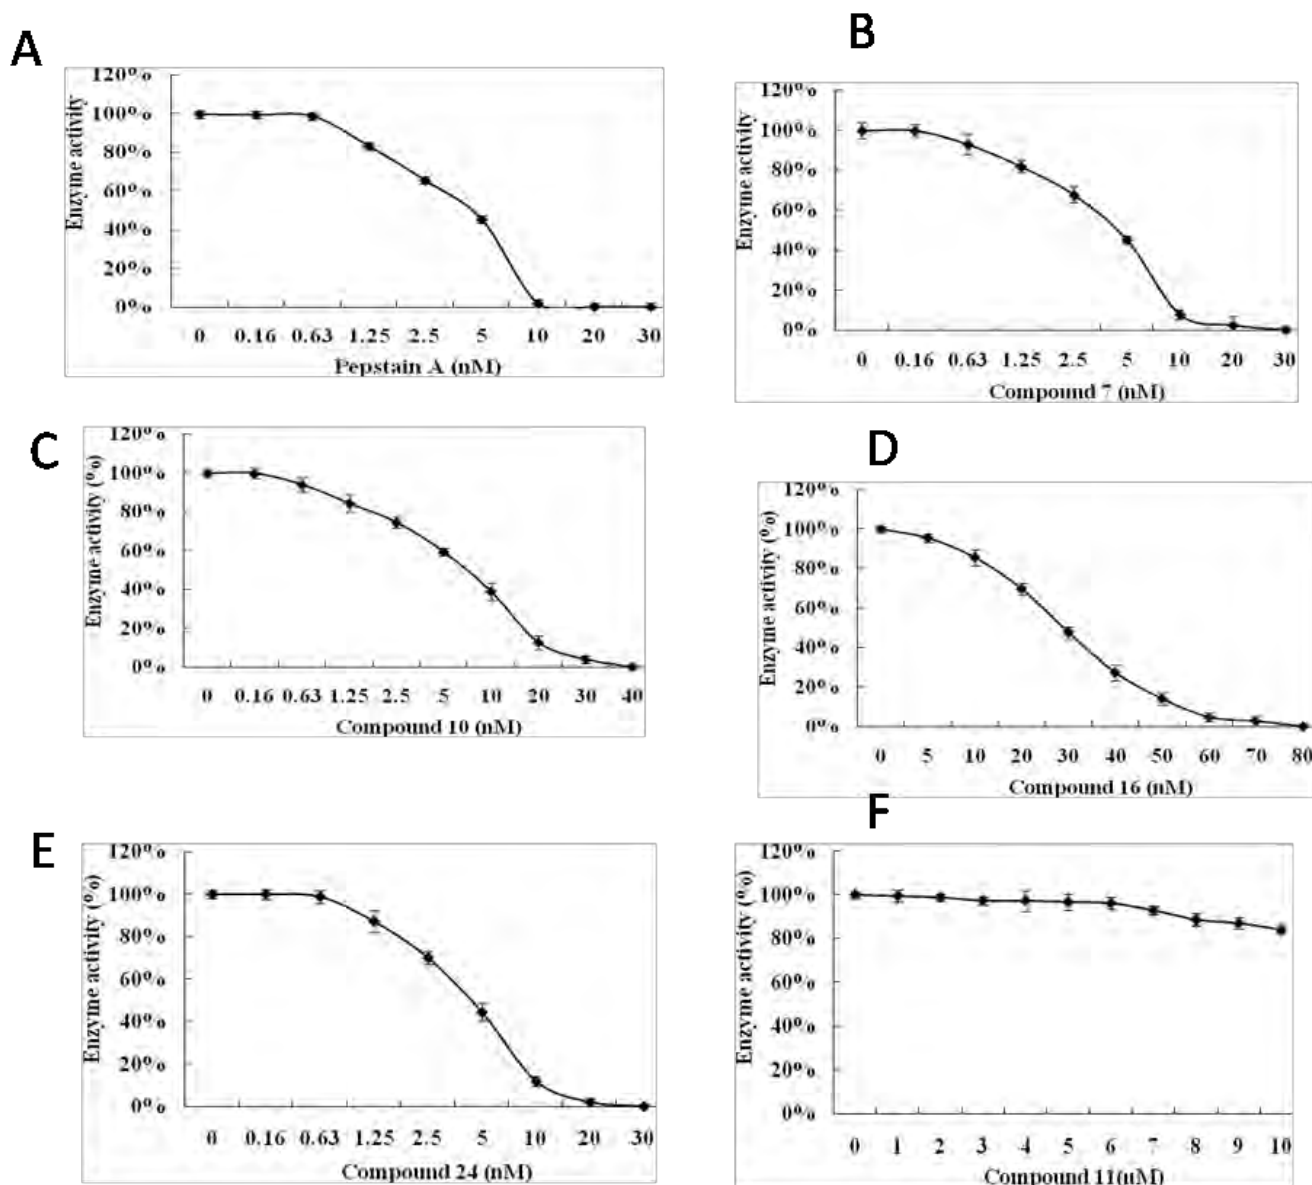 A
120%
100%
80%
60%
40%
20%
0%
Enzyme activity
0 0.16 0.63 1.25 2.5 5 10 20 30
Pepstain A (nM)
B
120%
100%
80%
60%
40%
20%
0%
Enzyme activity
0 0.16 0.63 1.25 2.5 5 10 20 30
Compound 7 (nM)
C
120%
100%
80%
60%
40%
20%
0%
Enzyme activity (%)
0 0.16 0.63 1.25 2.5 5 10 20 30 40
Compound 10 (nM)
D
120%
100%
80%
60%
40%
20%
0%
Enzyme activity (%)
0 5 10 20 30 40 50 60 70 80
Compound 16 (nM)
E
120%
100%
80%
60%
40%
20%
0%
Enzyme activity (%)
0 0.16 0.63 1.25 2.5 5 10 20 30
Compound 24 (nM)
F
120%
100%
80%
60%
40%
20%
0%
Enzyme activity (%)
0 1 2 3 4 5 6 7 8 9 10
Compound 11(uM)